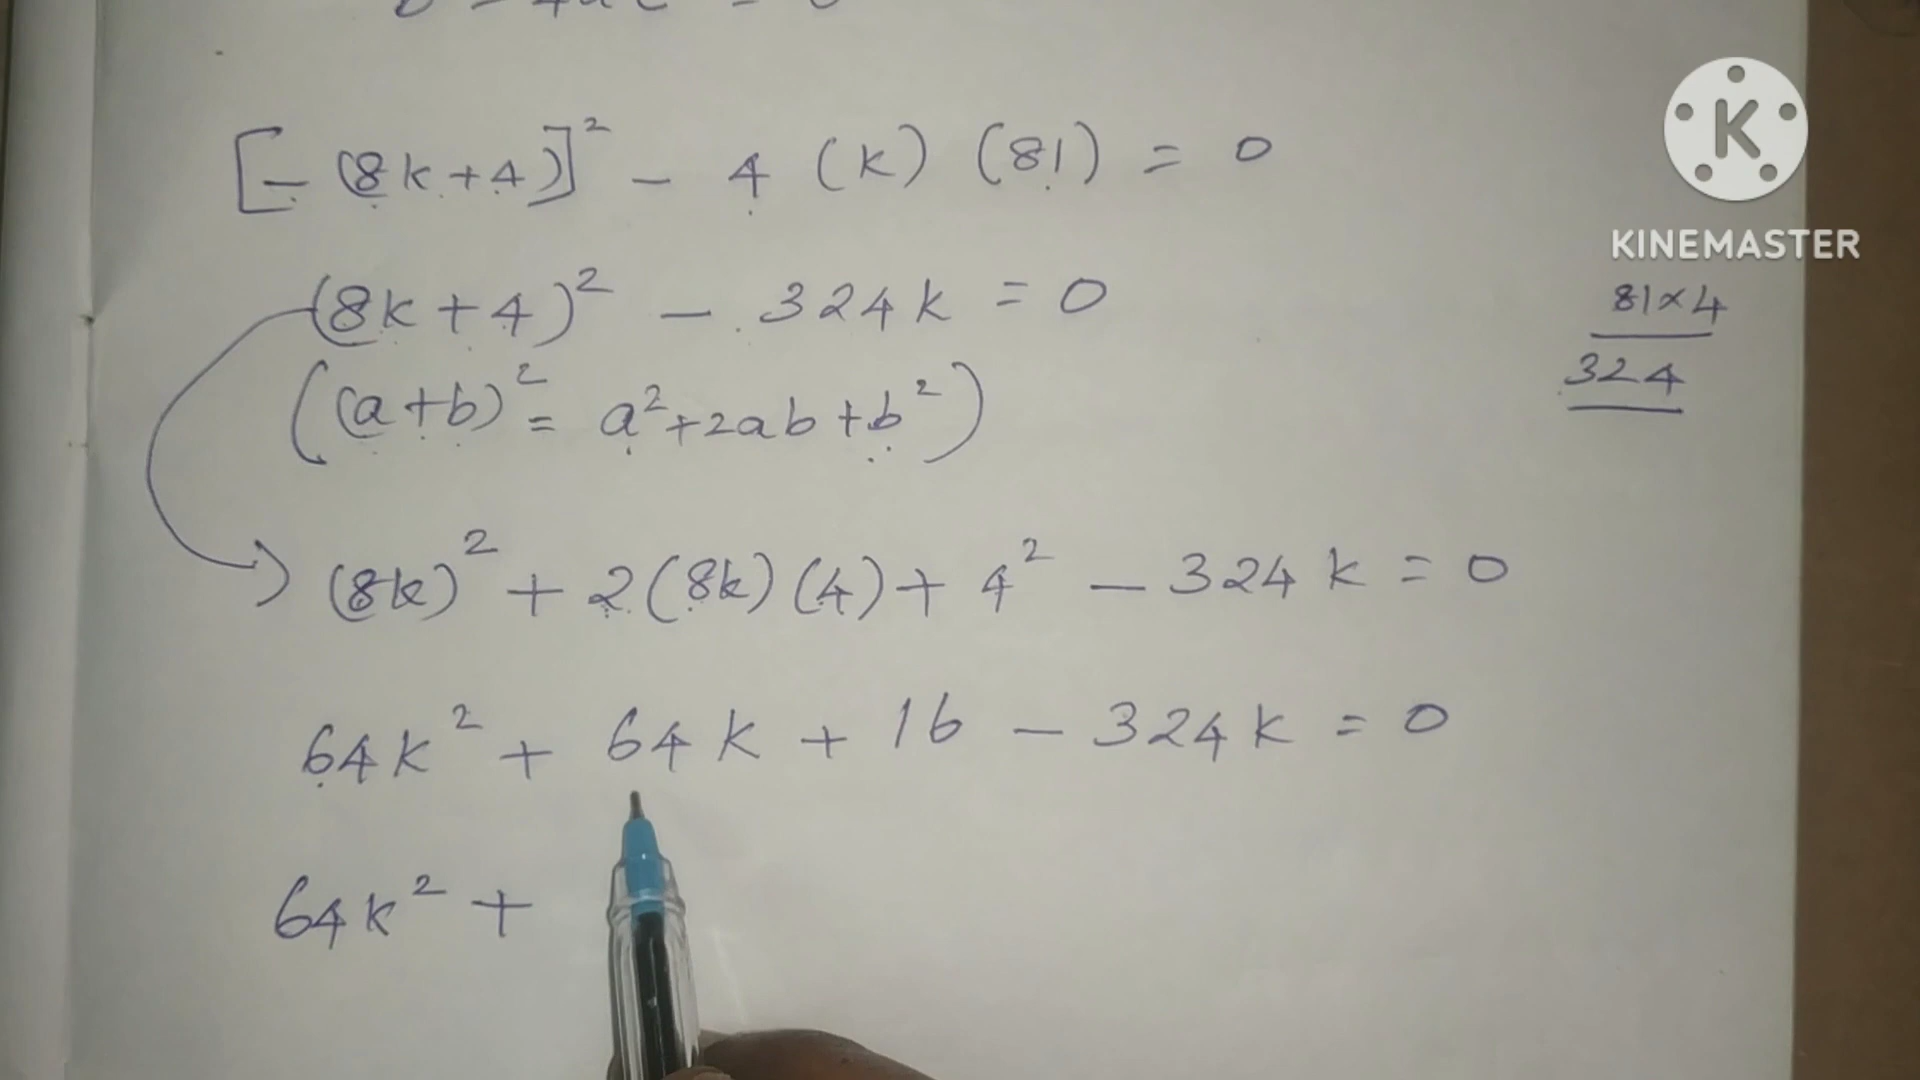 [-(8k+4)]² - 4 (k) (81) = 0
(8k+4)² - 324k = 0
((a+b)² = a²+2ab+b²)
(8k)² + 2(8k)(4) + 4² - 324k = 0
64k² + 64k + 16 - 324k = 0
64k² +
K
KINEMASTER
81×4
324